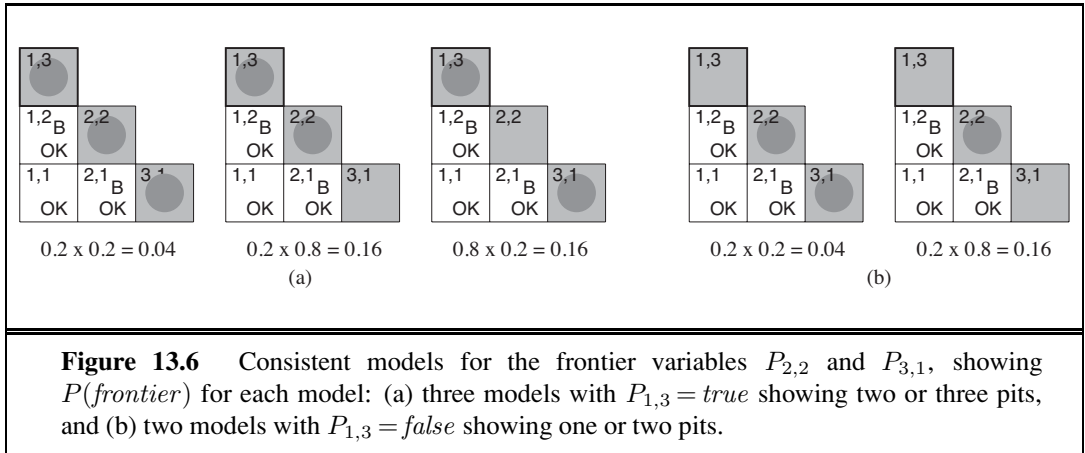 1,3 1,3 1,3 1,3 1,3
1,2 B 2,2 1,2 B 2,2 1,2 B 2,2 1,2 B 2,2 1,2 B 2,2
OK OK OK OK OK
1,1 2,1 B 3,1 1,1 2,1 B 3,1 1,1 2,1 B 3,1 1,1 2,1 B 3,1 1,1 2,1 B 3,1
OK OK OK OK OK OK OK OK OK OK
0.2 x 0.2 = 0.04 0.2 x 0.8 = 0.16 0.8 x 0.2 = 0.16 0.2 x 0.2 = 0.04 0.2 x 0.8 = 0.16
(a) (b)
Figure 13.6 Consistent models for the frontier variables P2,2 and P3,1, showing
P(frontier) for each model: (a) three models with P1,3 = true showing two or three pits,
and (b) two models with P1,3 = false showing one or two pits.